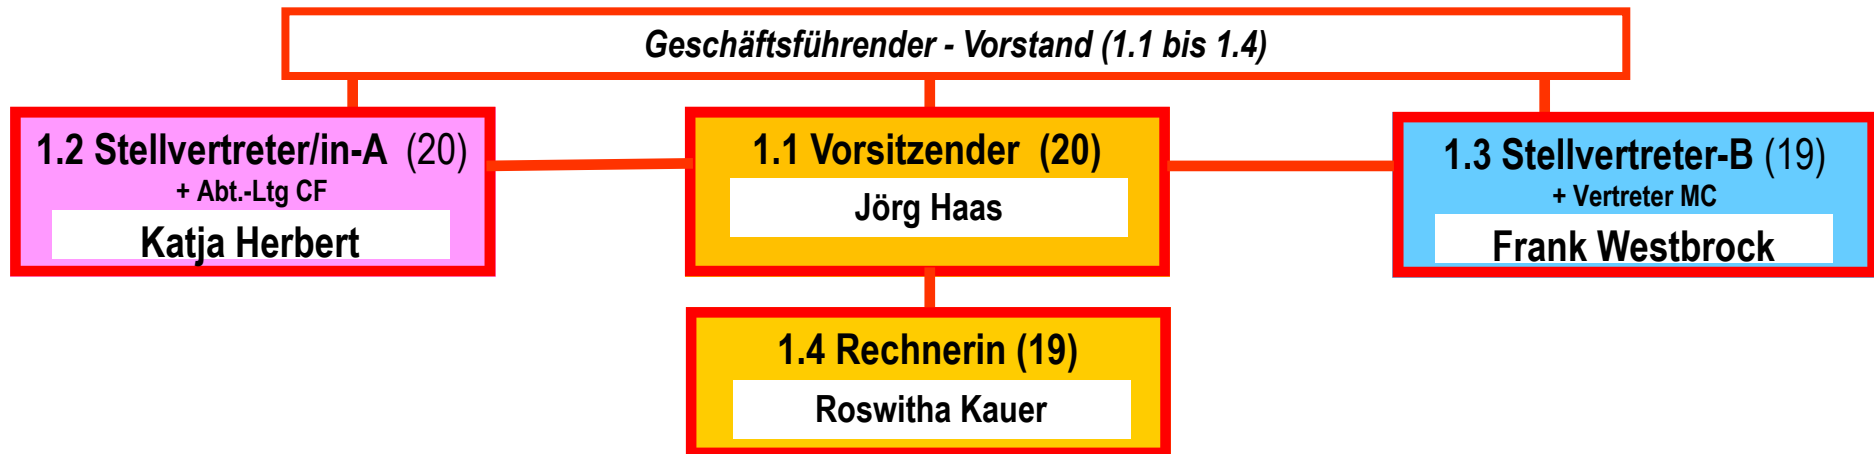 Geschäftsführender - Vorstand (1.1 bis 1.4)
1.2 Stellvertreter/in-A (20)
+ Abt.-Ltg CF
Katja Herbert
1.1 Vorsitzender (20)
Jörg Haas
1.3 Stellvertreter-B (19)
+ Vertreter MC
Frank Westbrock
1.4 Rechnerin (19)
Roswitha Kauer